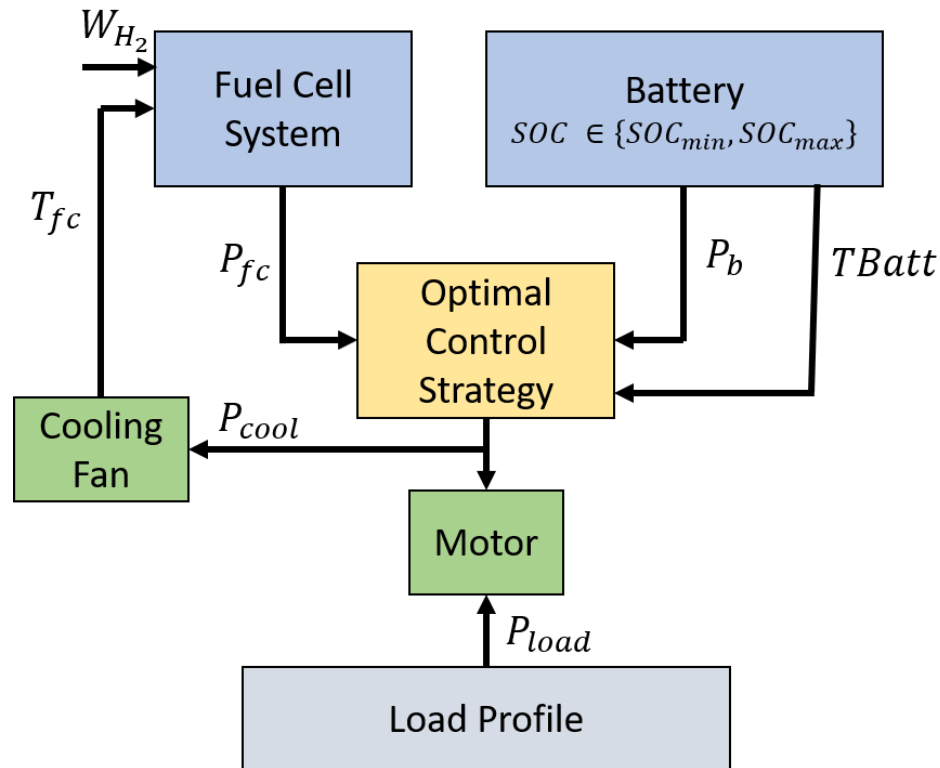 W_{H_2}
Fuel Cell
System
Battery
SOC ∈ {SOC_{min}, SOC_{max}}
T_{fc}
P_{fc}
P_b
TBatt
Optimal
Control
Strategy
Cooling
Fan
P_{cool}
Motor
P_{load}
Load Profile